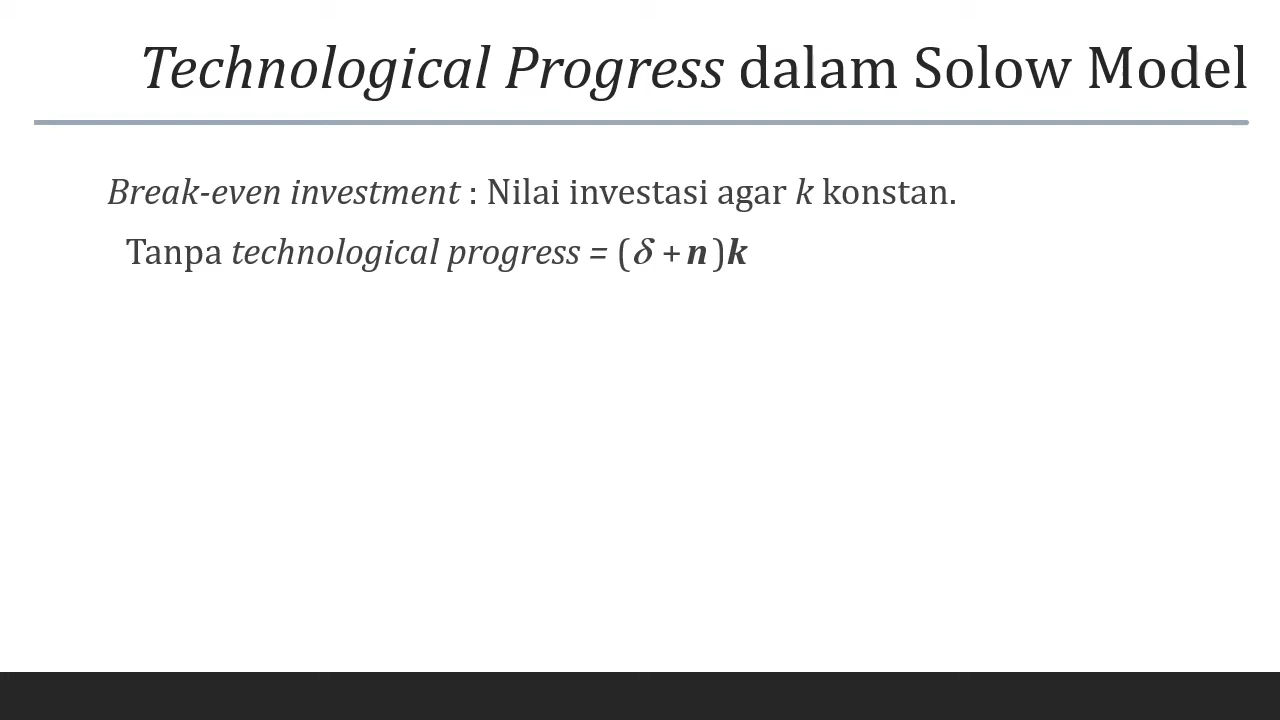 Technological Progress dalam Solow Model
Break-even investment : Nilai investasi agar k konstan.
Tanpa technological progress = (δ + n)k